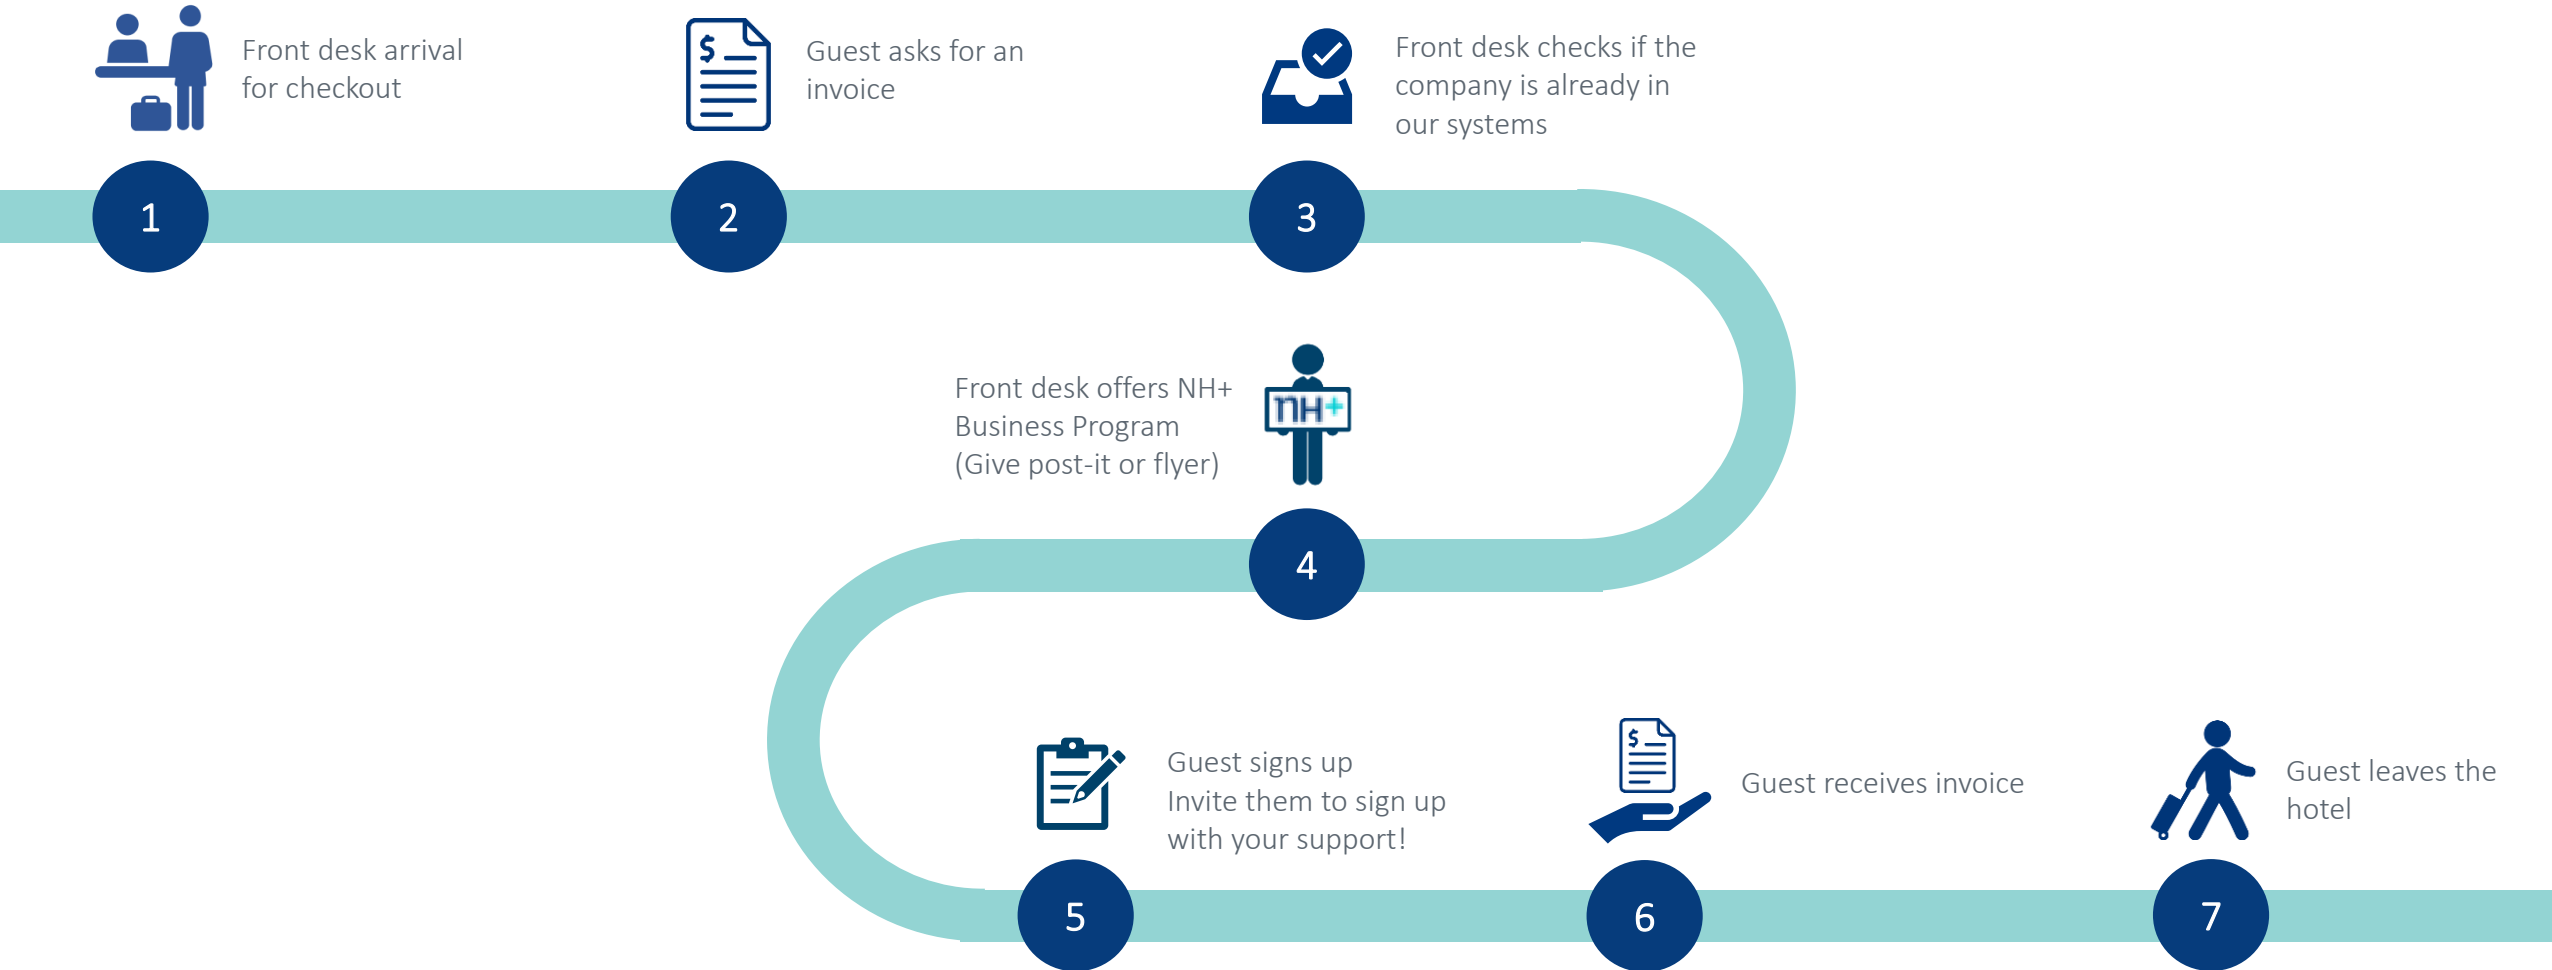 Front desk arrival
for checkout
1
$
Guest asks for an
invoice
2
Front desk checks if the
company is already in
our systems
3
Front desk offers NH+
Business Program
(Give post-it or flyer)
nH+
4
Guest signs up
Invite them to sign up
with your support!
5
$
Guest receives invoice
6
Guest leaves the
hotel
7